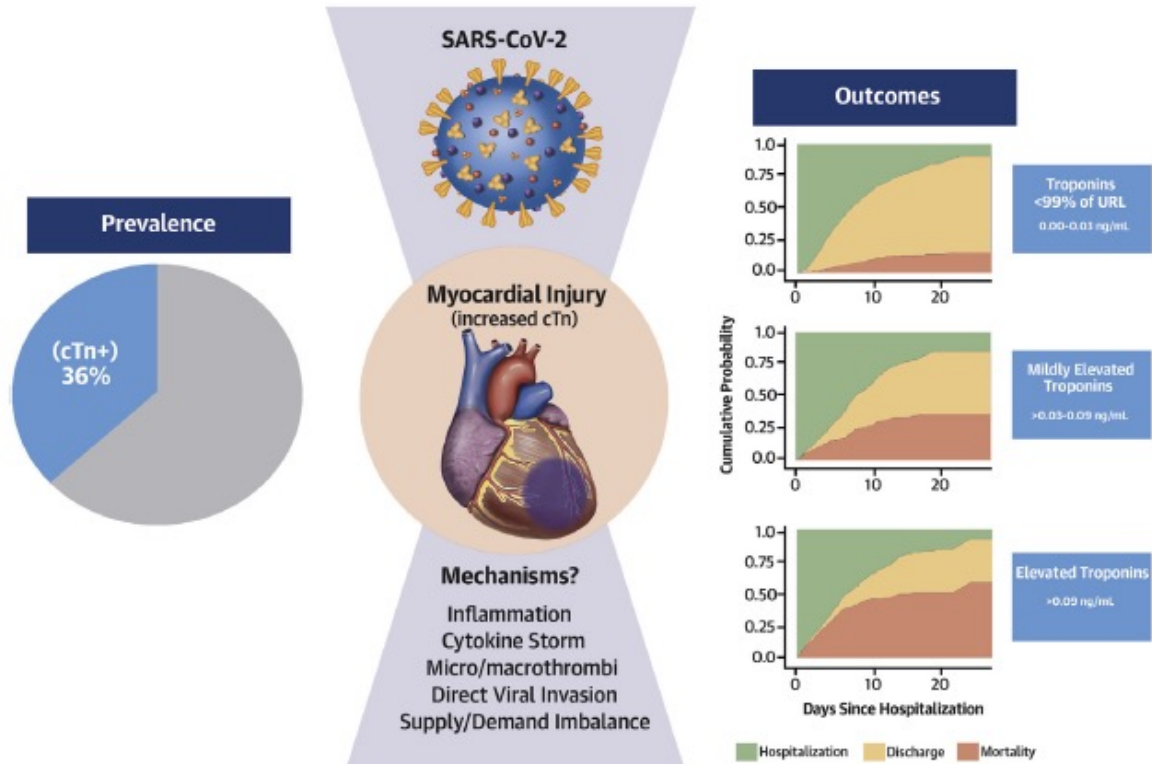 SARS-CoV-2
Prevalence
(cTn+)
36%
Myocardial Injury
(increased cTn)
Mechanisms?
Inflammation
Cytokine Storm
Micro/macrothrombi
Direct Viral Invasion
Supply/Demand Imbalance
Outcomes
Cumulative Probability
1.0
0.75
0.50
0.25
0.0
0
10
20
Troponins
<99% of URL
0.00-0.03 ng/mL
1.0
0.75
0.50
0.25
0.0
0
10
20
Mildly Elevated
Troponins
>0.03-0.09 ng/mL
1.0
0.75
0.50
0.25
0.0
0
10
20
Elevated Troponins
>0.09 ng/mL
Days Since Hospitalization
Hospitalization
Discharge
Mortality